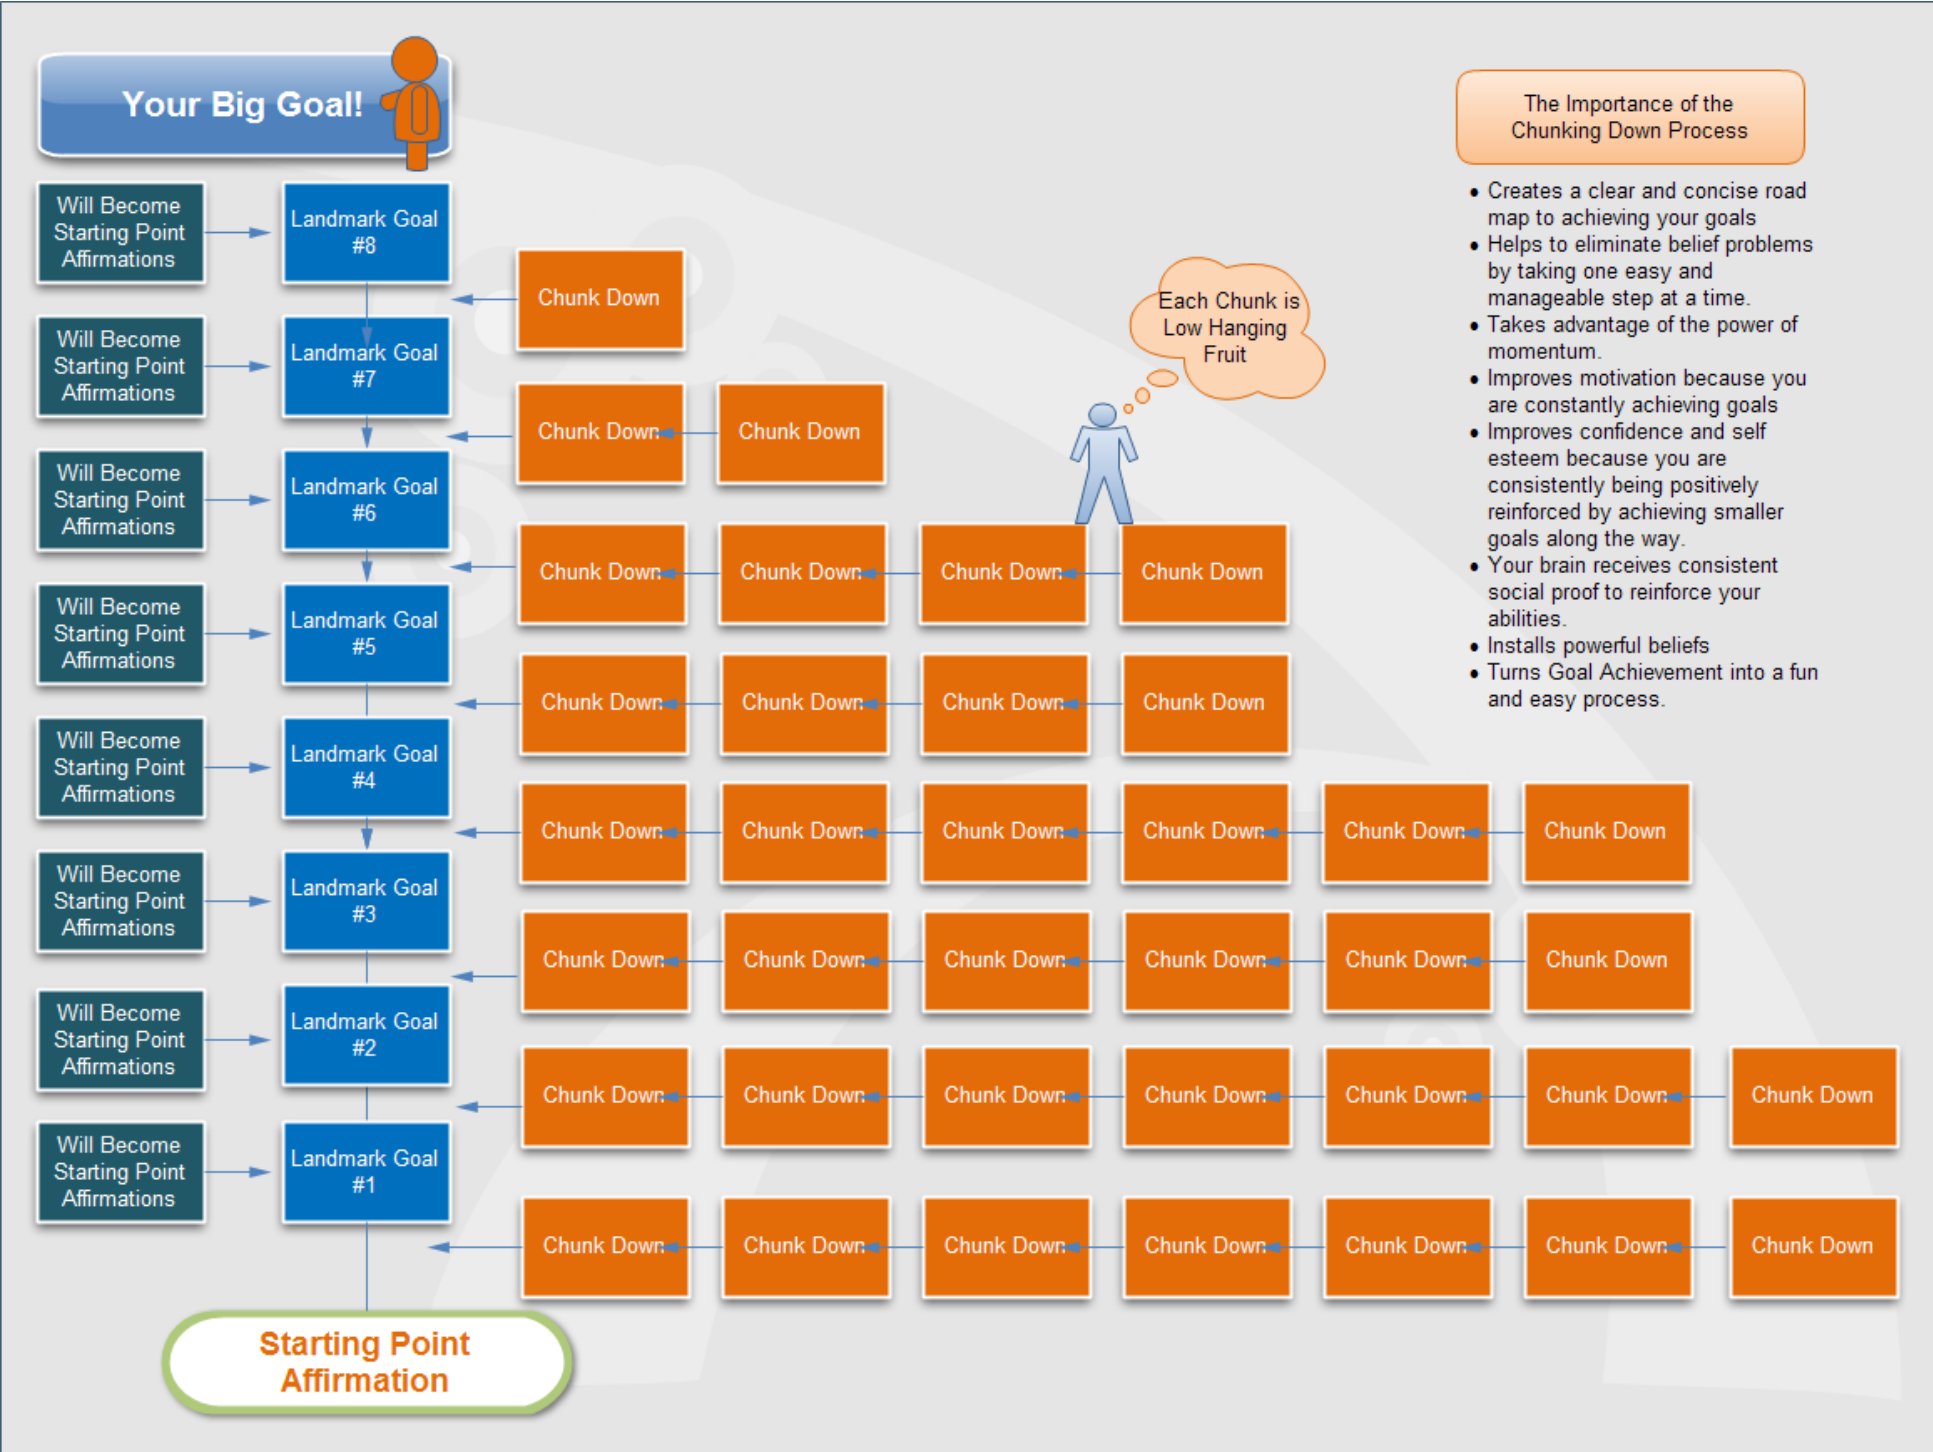 Your Big Goal!
The Importance of the
Chunking Down Process
Will Become
Starting Point
Affirmations
Landmark Goal
#8
Chunk Down
Will Become
Starting Point
Affirmations
Landmark Goal
#7
Chunk Down
Chunk Down
Each Chunk is
Low Hanging
Fruit
Will Become
Starting Point
Affirmations
Landmark Goal
#6
Chunk Down
Chunk Down
Chunk Down
Chunk Down
Will Become
Starting Point
Affirmations
Landmark Goal
#5
Chunk Down
Chunk Down
Chunk Down
Chunk Down
Will Become
Starting Point
Affirmations
Landmark Goal
#4
Chunk Down
Chunk Down
Chunk Down
Chunk Down
Chunk Down
Chunk Down
Will Become
Starting Point
Affirmations
Landmark Goal
#3
Chunk Down
Chunk Down
Chunk Down
Chunk Down
Chunk Down
Chunk Down
Will Become
Starting Point
Affirmations
Landmark Goal
#2
Chunk Down
Chunk Down
Chunk Down
Chunk Down
Chunk Down
Chunk Down
Chunk Down
Will Become
Starting Point
Affirmations
Landmark Goal
#1
Chunk Down
Chunk Down
Chunk Down
Chunk Down
Chunk Down
Chunk Down
Chunk Down
Starting Point
Affirmation
• Creates a clear and concise road
map to achieving your goals
• Helps to eliminate belief problems
by taking one easy and
manageable step at a time.
• Takes advantage of the power of
momentum.
• Improves motivation because you
are constantly achieving goals
• Improves confidence and self
esteem because you are
consistently being positively
reinforced by achieving smaller
goals along the way.
• Your brain receives consistent
social proof to reinforce your
abilities.
• Installs powerful beliefs
• Turns Goal Achievement into a fun
and easy process.